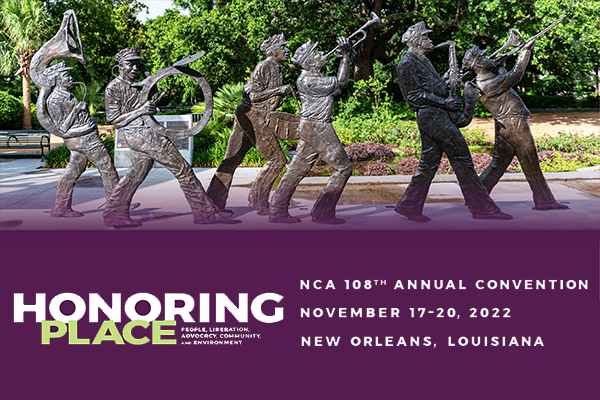 HONORING
PLACE
PEOPLE, LIBERATION,
ADVOCACY, COMMUNITY,
AND ENVIRONMENT
NCA 108TH ANNUAL CONVENTION
NOVEMBER 17-20, 2022
NEW ORLEANS, LOUISIANA